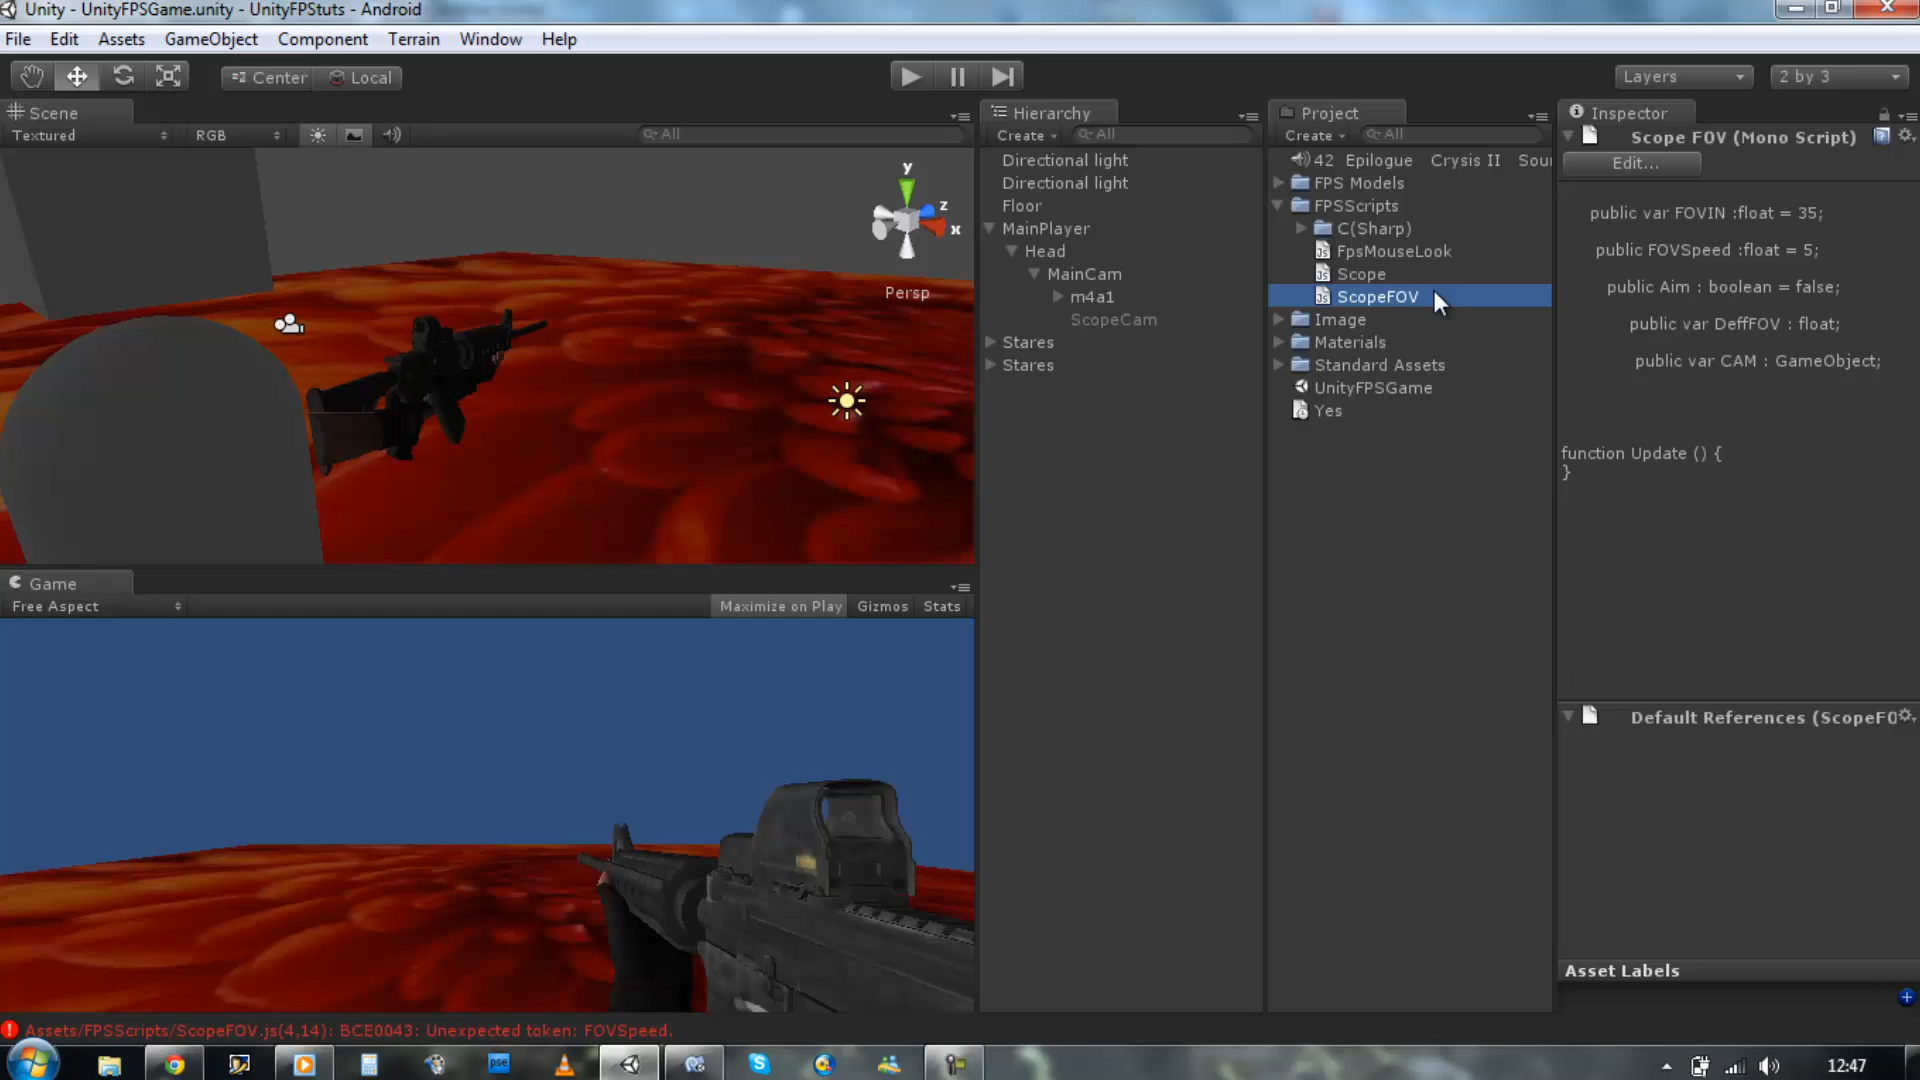 Unity - UnityFPSGame.unity - UnityFPStuts - Android
File Edit Assets GameObject Component Terrain Window Help
Center Local Layers 2 by 3
Scene
Textured RGB All
y
z
x
Persp
Game
Free Aspect Maximize on Play Gizmos Stats
Hierarchy
Create All
Directional light
Directional light
Floor
MainPlayer
Head
MainCam
m4a1
ScopeCam
Stares
Stares
Project
Create All
42 Epilogue Crysis II Sou
FPS Models
FPSScripts
C(Sharp)
FpsMouseLook
Scope
ScopeFOV
Image
Materials
Standard Assets
UnityFPSGame
Yes
Inspector
Scope FOV (Mono Script)
Edit...
public var FOVIN :float = 35;
public FOVSpeed :float = 5;
public Aim : boolean = false;
public var DeffFOV : float;
public var CAM : GameObject;
function Update () {
}
Default References (ScopeFO
Asset Labels
Assets/FPSScripts/ScopeFOV.js(4,14): BCE0043: Unexpected token: FOVSpeed.
pse
12:47